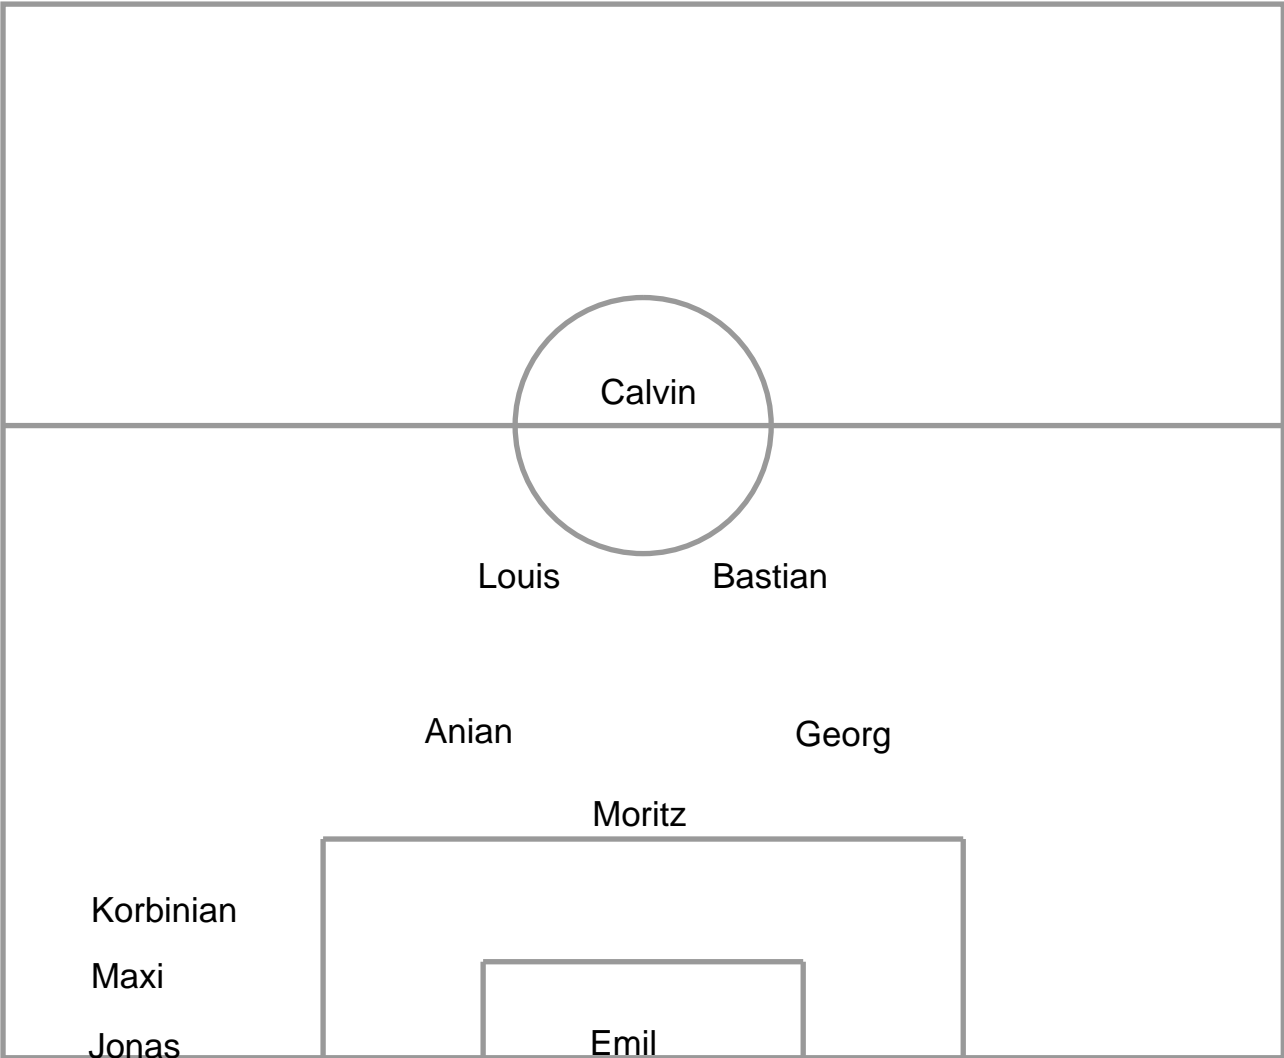 Calvin
Louis Bastian
Anian Georg
Moritz
Korbinian
Maxi
Jonas Emil